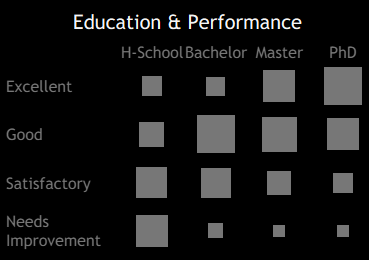 Education & Performance
H-School Bachelor Master PhD
Excellent
Good
Satisfactory
Needs
Improvement